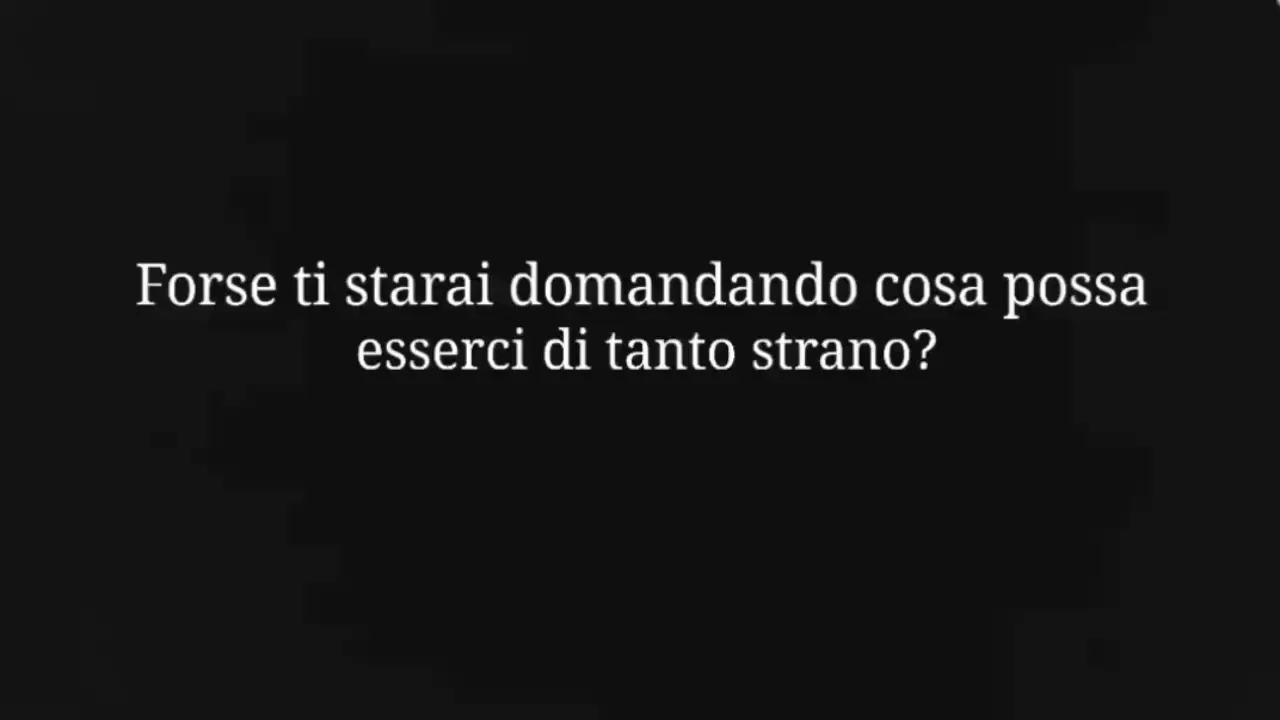 Forse ti starai domandando cosa possa
esserci di tanto strano?